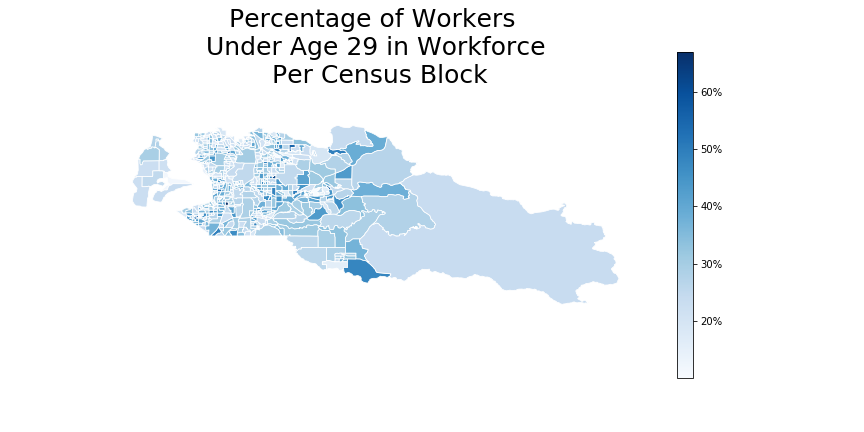 Percentage of Workers
Under Age 29 in Workforce
Per Census Block
60%
50%
40%
30%
20%